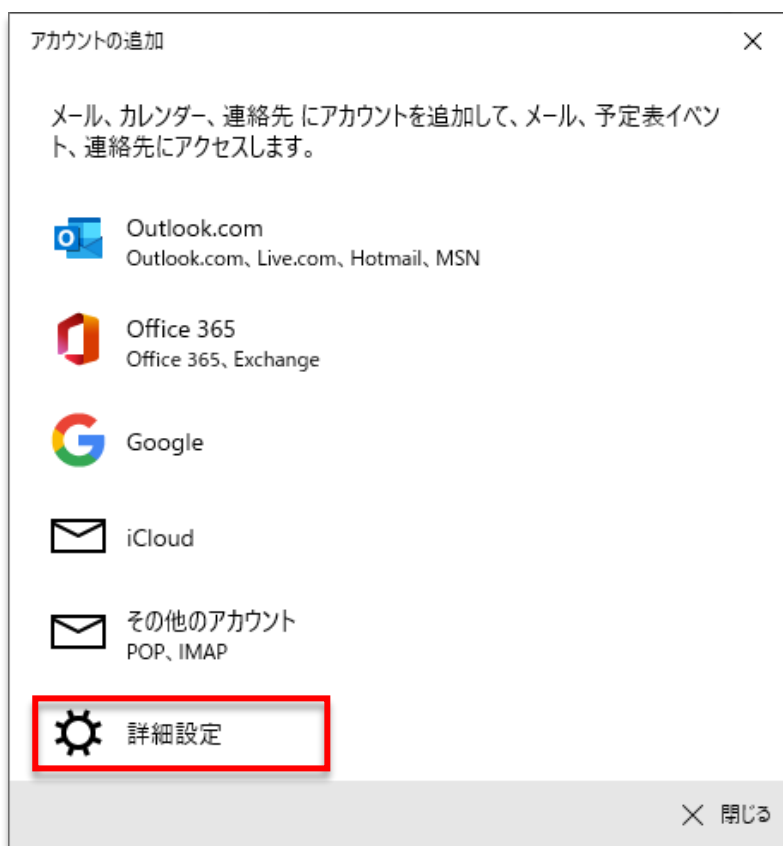 アカウントの追加
メール、カレンダー、連絡先 にアカウントを追加して、メール、予定表イベン
ト、連絡先にアクセスします。
Outlook.com
Outlook.com、Live.com、Hotmail、MSN
Office 365
Office 365、Exchange
Google
iCloud
その他のアカウント
POP、IMAP
詳細設定
閉じる